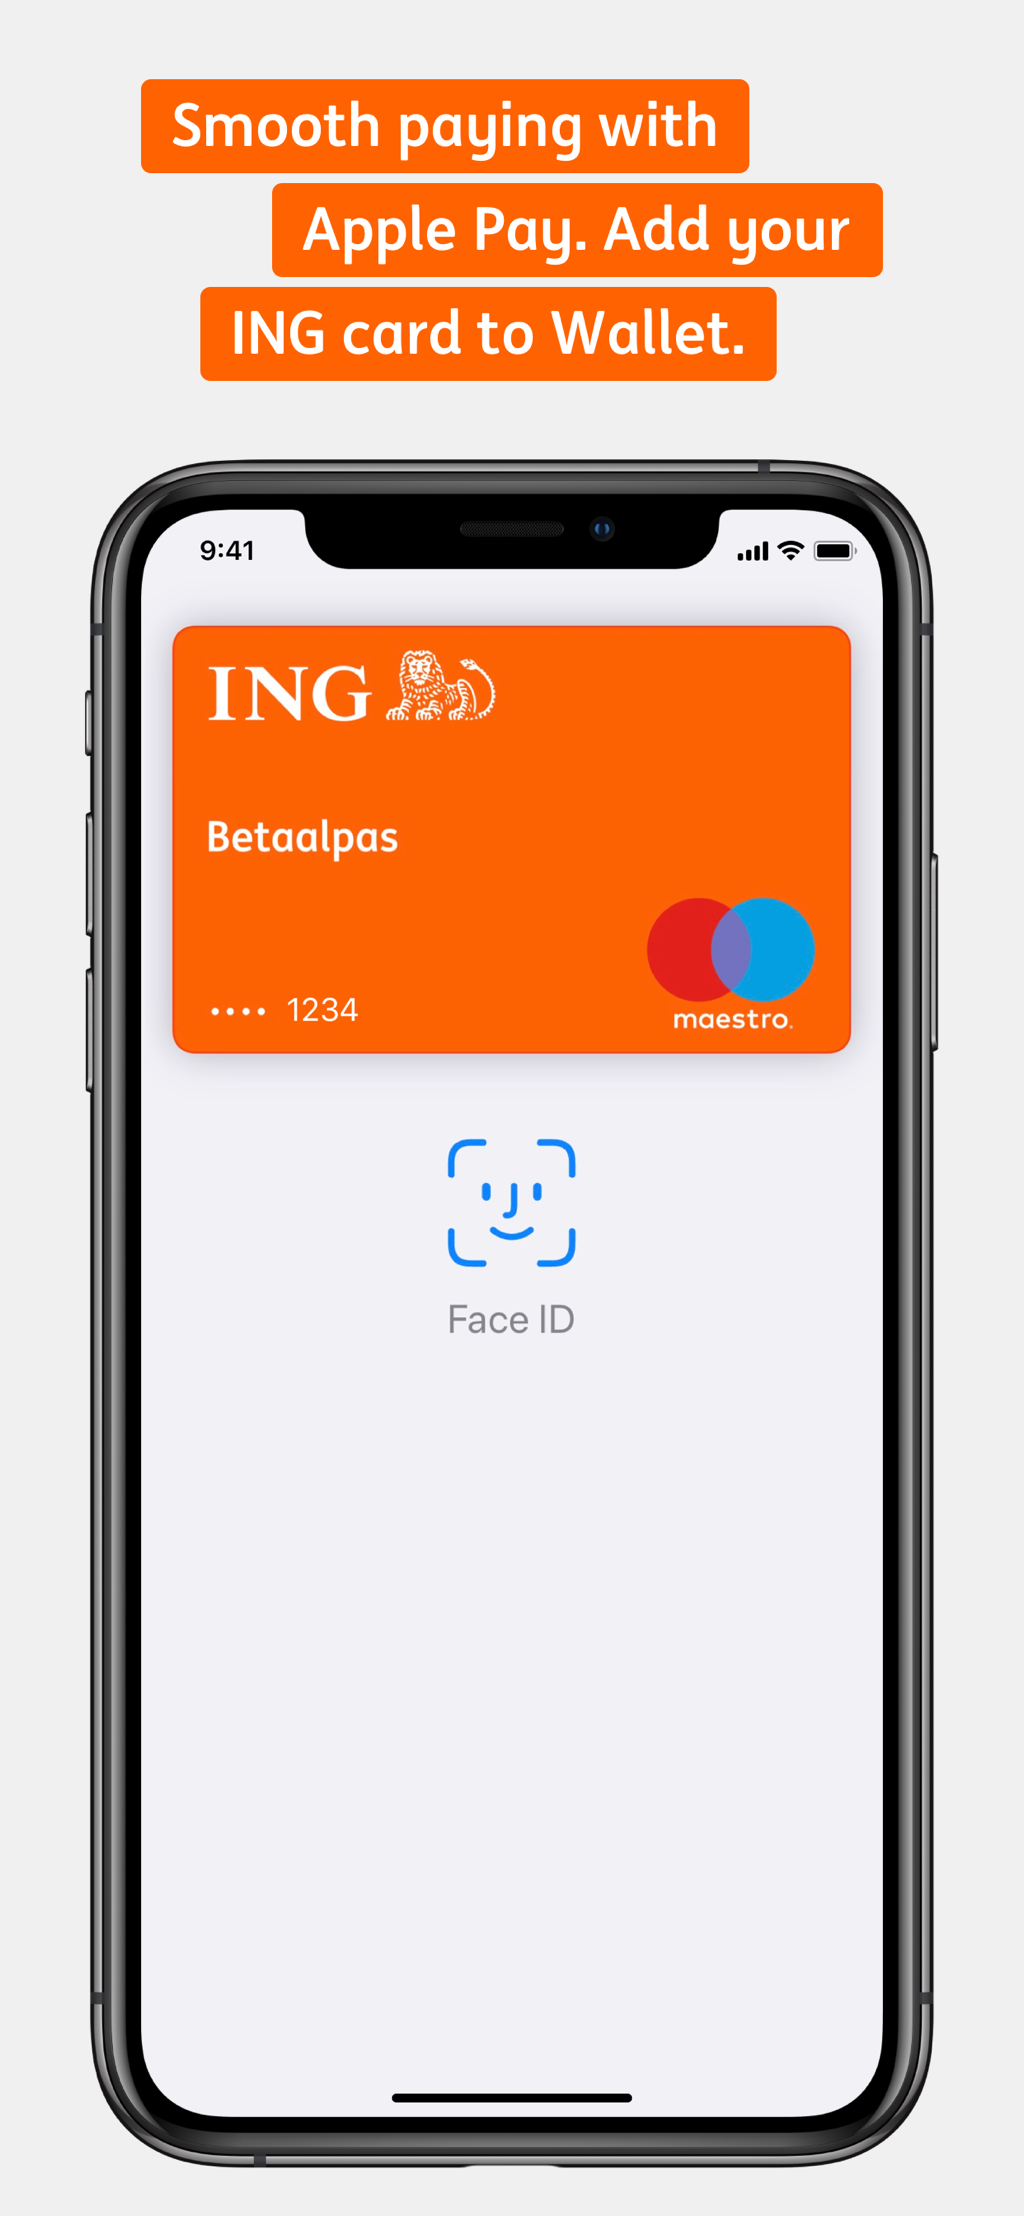 Smooth paying with
Apple Pay. Add your
ING card to Wallet.
9:41
ING
Betaalpas
•••• 1234
maestro.
Face ID